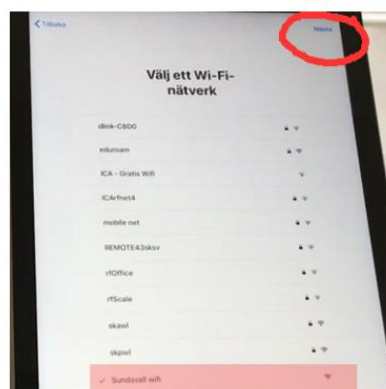 Tillbaka
Nästa
Välj ett Wi-Fi-
nätverk
dlink-C8D0
eduroam
ICA - Gratis Wifi
ICArfnet4
mobile net
REMOTE43sksv
rfOffice
rfScale
skawl
skpwl
Sundsvall wifi